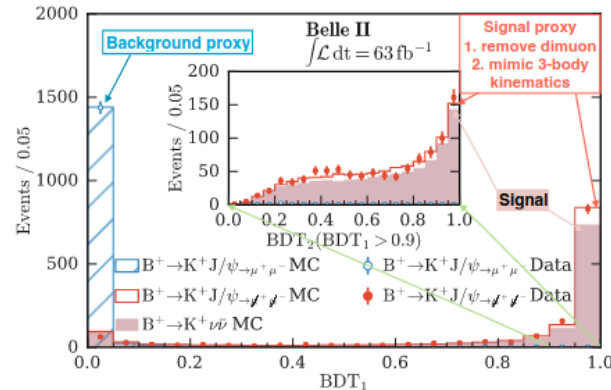 Belle II
∫ℒ dt = 63 fb⁻¹
Background proxy
Signal proxy
1. remove dimuon
2. mimic 3-body
kinematics
Events / 0.05
2000
1500
1000
500
0
Events / 0.05
200
150
100
50
0
0.0 0.2 0.4 0.6 0.8 1.0
BDT₂(BDT₁ > 0.9)
Signal
B⁺→K⁺J/ψ→μ⁺μ⁻ MC
B⁺→K⁺J/ψ→μ̸⁺μ̸⁻ MC
B⁺→K⁺νν̄ MC
B⁺→K⁺J/ψ→μ⁺μ⁻ Data
B⁺→K⁺J/ψ→μ̸⁺μ̸⁻ Data
0.0 0.2 0.4 0.6 0.8 1.0
BDT₁